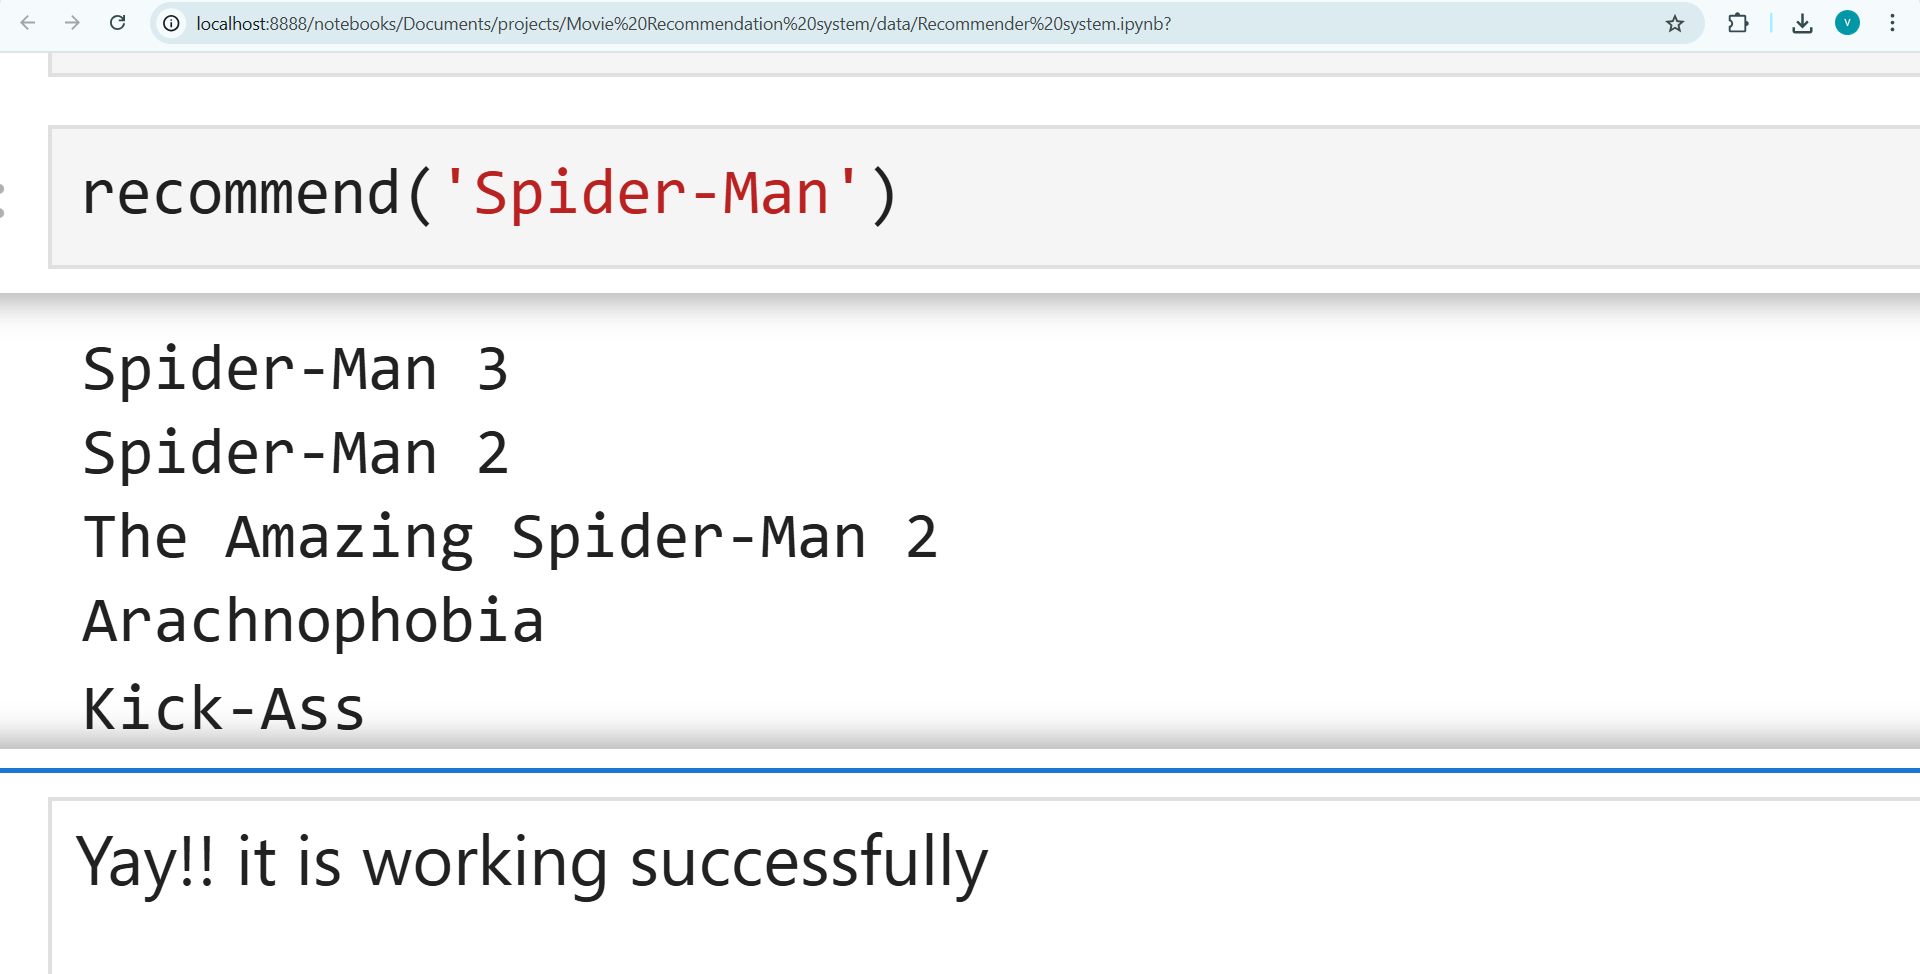 localhost:8888/notebooks/Documents/projects/Movie%20Recommendation%20system/data/Recommender%20system.ipynb?
V
recommend('Spider-Man')
Spider-Man 3
Spider-Man 2
The Amazing Spider-Man 2
Arachnophobia
Kick-Ass
Yay!! it is working successfully